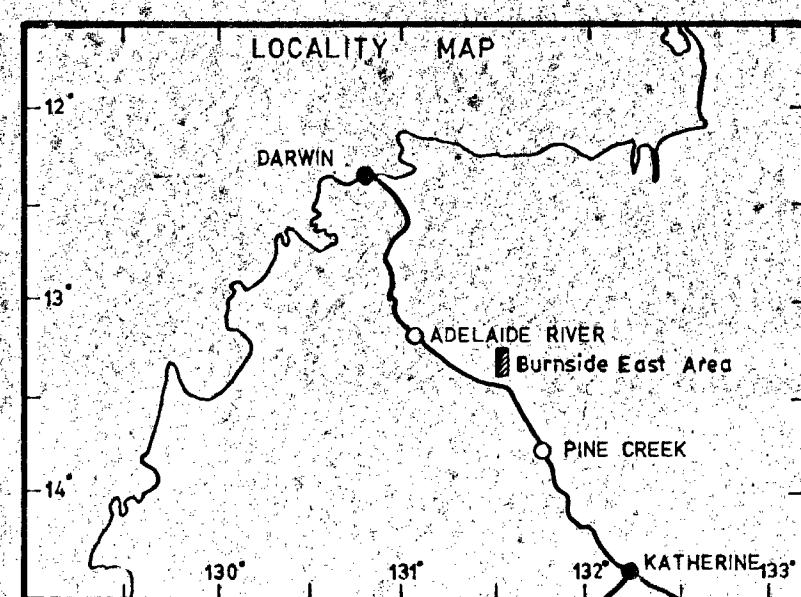 LOCALITY MAP
12°
DARWIN
13°
ADELAIDE RIVER
Burnside East Area
PINE CREEK
14°
KATHERINE
130° 131° 132° 133°